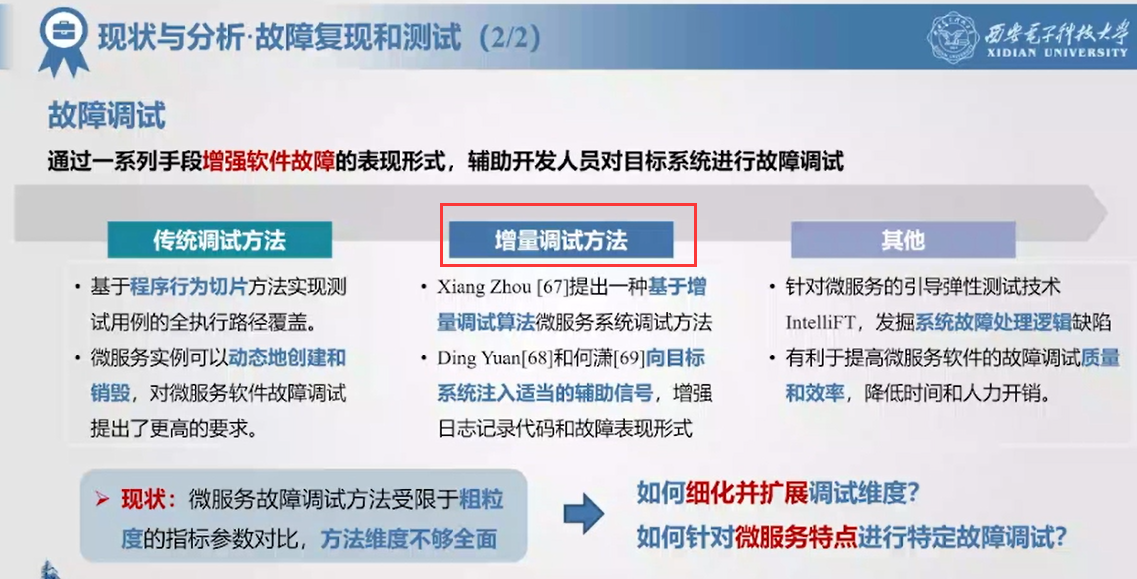 现状与分析·故障复现和测试（2/2）
西安电子科技大学
XIDIAN UNIVERSITY
故障调试
通过一系列手段增强软件故障的表现形式，辅助开发人员对目标系统进行故障调试
传统调试方法
• 基于程序行为切片方法实现测
试用例的全执行路径覆盖。
• 微服务实例可以动态地创建和
销毁，对微服务软件故障调试
提出了更高的要求。
增量调试方法
• Xiang Zhou [67]提出一种基于增
量调试算法微服务系统调试方法
• Ding Yuan[68]和何潇[69]向目标
系统注入适当的辅助信号，增强
日志记录代码和故障表现形式
其他
• 针对微服务的引导弹性测试技术
IntelliFT，发掘系统故障处理逻辑缺陷
• 有利于提高微服务软件的故障调试质量
和效率，降低时间和人力开销。
➢ 现状：微服务故障调试方法受限于粗粒
度的指标参数对比，方法维度不够全面
如何细化并扩展调试维度？
如何针对微服务特点进行特定故障调试？